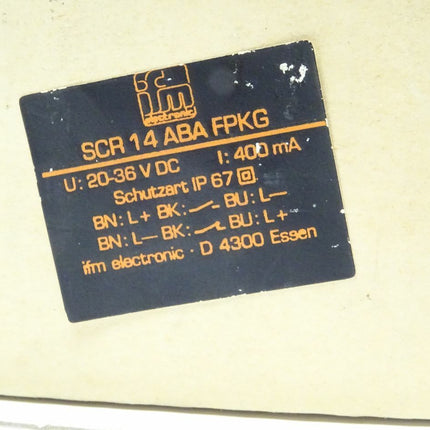 ifm
electronic
SCR 14 ABA FPKG
U: 20-36 V DC I: 400 mA
Schutzart IP 67
BN: L+ BK: BU: L—
BN: L— BK: BU: L+
ifm electronic · D 4300 Essen